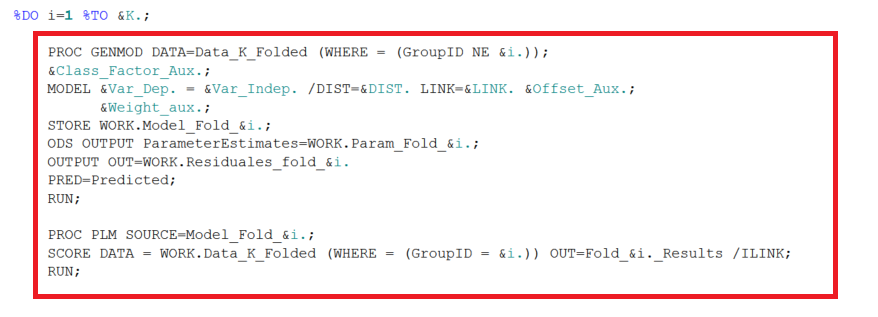 %DO i=1 %TO &K.;
PROC GENMOD DATA=Data_K_Folded (WHERE = (GroupID NE &i.));
&Class_Factor_Aux.;
MODEL &Var_Dep. = &Var_Indep. /DIST=&DIST. LINK=&LINK. &Offset_Aux.;
&Weight_aux.;
STORE WORK.Model_Fold_&i.;
ODS OUTPUT ParameterEstimates=WORK.Param_Fold_&i.;
OUTPUT OUT=WORK.Residuales_fold_&i.
PRED=Predicted;
RUN;
PROC PLM SOURCE=Model_Fold_&i.;
SCORE DATA = WORK.Data_K_Folded (WHERE = (GroupID = &i.)) OUT=Fold_&i._Results /ILINK;
RUN;